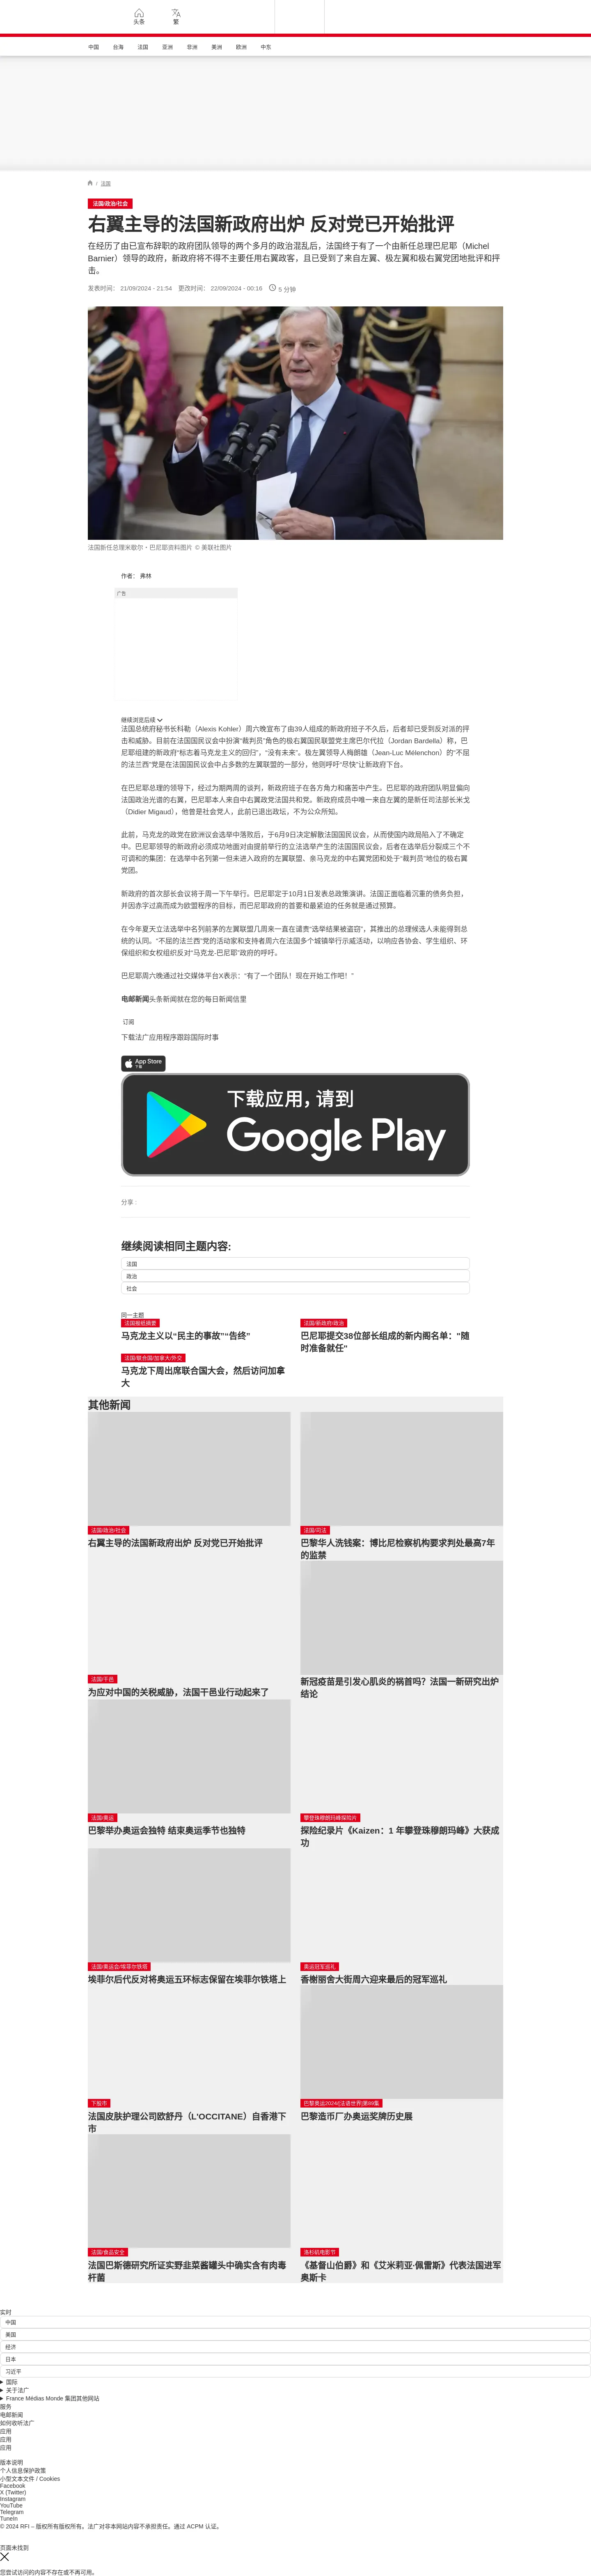 头条
繁
中国 台海 法国 亚洲 非洲 美洲 欧洲 中东
/ 法国
法国/政治/社会
右翼主导的法国新政府出炉 反对党已开始批评
在经历了由已宣布辞职的政府团队领导的两个多月的政治混乱后，法国终于有了一个由新任总理巴尼耶（Michel
Barnier）领导的政府，新政府将不得不主要任用右翼政客，且已受到了来自左翼、极左翼和极右翼党团地批评和抨
击。
发表时间： 21/09/2024 - 21:54 更改时间： 22/09/2024 - 00:16 5 分钟
法国新任总理米歇尔・巴尼耶资料图片 © 美联社图片
作者： 弗林
广告
继续浏览后续
法国总统府秘书长科勒（Alexis Kohler）周六晚宣布了由39人组成的新政府班子不久后，后者却已受到反对派的抨
击和威胁。目前在法国国民议会中扮演“裁判员”角色的极右翼国民联盟党主席巴尔代拉（Jordan Bardella）称，巴
尼耶组建的新政府“标志着马克龙主义的回归”，“没有未来”。极左翼领导人梅朗雄（Jean-Luc Mélenchon）的“不屈
的法兰西”党是在法国国民议会中占多数的左翼联盟的一部分，他则呼吁“尽快”让新政府下台。
在巴尼耶总理的领导下，经过为期两周的谈判，新政府班子在各方角力和痛苦中产生。巴尼耶的政府团队明显偏向
法国政治光谱的右翼，巴尼耶本人来自中右翼政党法国共和党。新政府成员中唯一来自左翼的是新任司法部长米戈
（Didier Migaud），他曾是社会党人，此前已退出政坛，不为公众所知。
此前，马克龙的政党在欧洲议会选举中落败后，于6月9日决定解散法国国民议会，从而使国内政局陷入了不确定
中。巴尼耶领导的新政府必须成功地面对由提前举行的立法选举产生的法国国民议会，后者在选举后分裂成三个不
可调和的集团：在选举中名列第一但未进入政府的左翼联盟、亲马克龙的中右翼党团和处于“裁判员”地位的极右翼
党团。
新政府的首次部长会议将于周一下午举行。巴尼耶定于10月1日发表总政策演讲。法国正面临着沉重的债务负担，
并因赤字过高而成为欧盟程序的目标，而巴尼耶政府的首要和最紧迫的任务就是通过预算。
在今年夏天立法选举中名列前茅的左翼联盟几周来一直在谴责“选举结果被盗窃”，其推出的总理候选人未能得到总
统的认同。“不屈的法兰西”党的活动家和支持者周六在法国多个城镇举行示威活动，以响应各协会、学生组织、环
保组织和女权组织反对“马克龙-巴尼耶”政府的呼吁。
巴尼耶周六晚通过社交媒体平台X表示：“有了一个团队！现在开始工作吧！”
电邮新闻头条新闻就在您的每日新闻信里
订阅
下载法广应用程序跟踪国际时事
App Store
下载
下载应用，请到
Google Play
分享 :
继续阅读相同主题内容:
法国
政治
社会
同一主题
法国报纸摘要
马克龙主义以“民主的事故”“告终”
法国/新政府/政治
巴尼耶提交38位部长组成的新内阁名单："随
时准备就任"
法国/联合国/加拿大/外交
马克龙下周出席联合国大会，然后访问加拿
大
其他新闻
法国/政治/社会
右翼主导的法国新政府出炉 反对党已开始批评
法国/司法
巴黎华人洗钱案：博比尼检察机构要求判处最高7年
的监禁
法国/干邑
为应对中国的关税威胁，法国干邑业行动起来了
新冠疫苗是引发心肌炎的祸首吗？法国一新研究出炉
结论
法国/奥运
巴黎举办奥运会独特 结束奥运季节也独特
攀登珠穆朗玛峰探险片
探险纪录片《Kaizen：1 年攀登珠穆朗玛峰》大获成
功
法国/奥运会/埃菲尔铁塔
埃菲尔后代反对将奥运五环标志保留在埃菲尔铁塔上
奥运冠军巡礼
香榭丽舍大街周六迎来最后的冠军巡礼
下股市
法国皮肤护理公司欧舒丹（L'OCCITANE）自香港下
市
巴黎奥运2024/[法语世界]第99集
巴黎造币厂办奥运奖牌历史展
法国/食品安全
法国巴斯德研究所证实野韭菜酱罐头中确实含有肉毒
杆菌
洛杉矶电影节
《基督山伯爵》和《艾米莉亚·佩雷斯》代表法国进军
奥斯卡
实时
中国
美国
经济
日本
习近平
国际
关于法广
France Médias Monde 集团其他网站
服务
电邮新闻
如何收听法广
应用
应用
应用
版本说明
个人信息保护政策
小型文本文件 / Cookies
Facebook
X (Twitter)
Instagram
YouTube
Telegram
TuneIn
© 2024 RFI – 版权所有版权所有。法广对非本网站内容不承担责任。通过 ACPM 认证。
页面未找到
您尝试访问的内容不存在或不再可用。